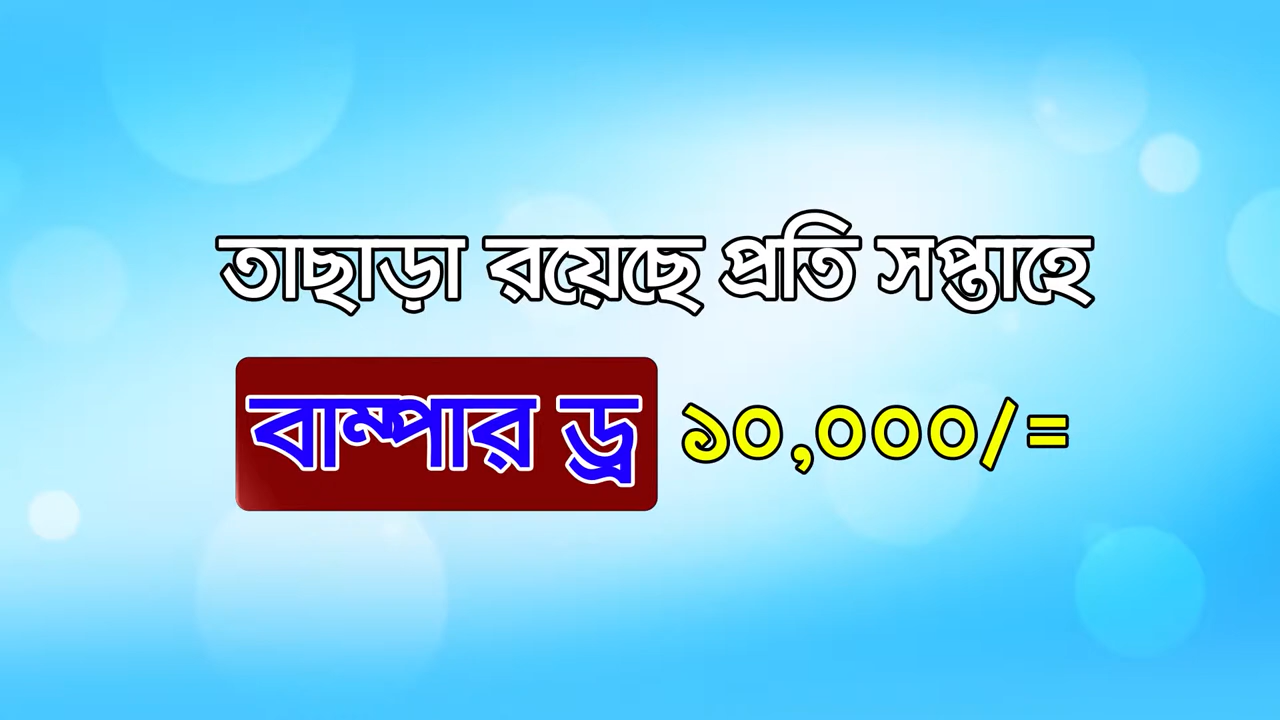 তাছাড়া রয়েছে প্রতি সপ্তাহে
বাম্পার ড্র ১০,০০০/=